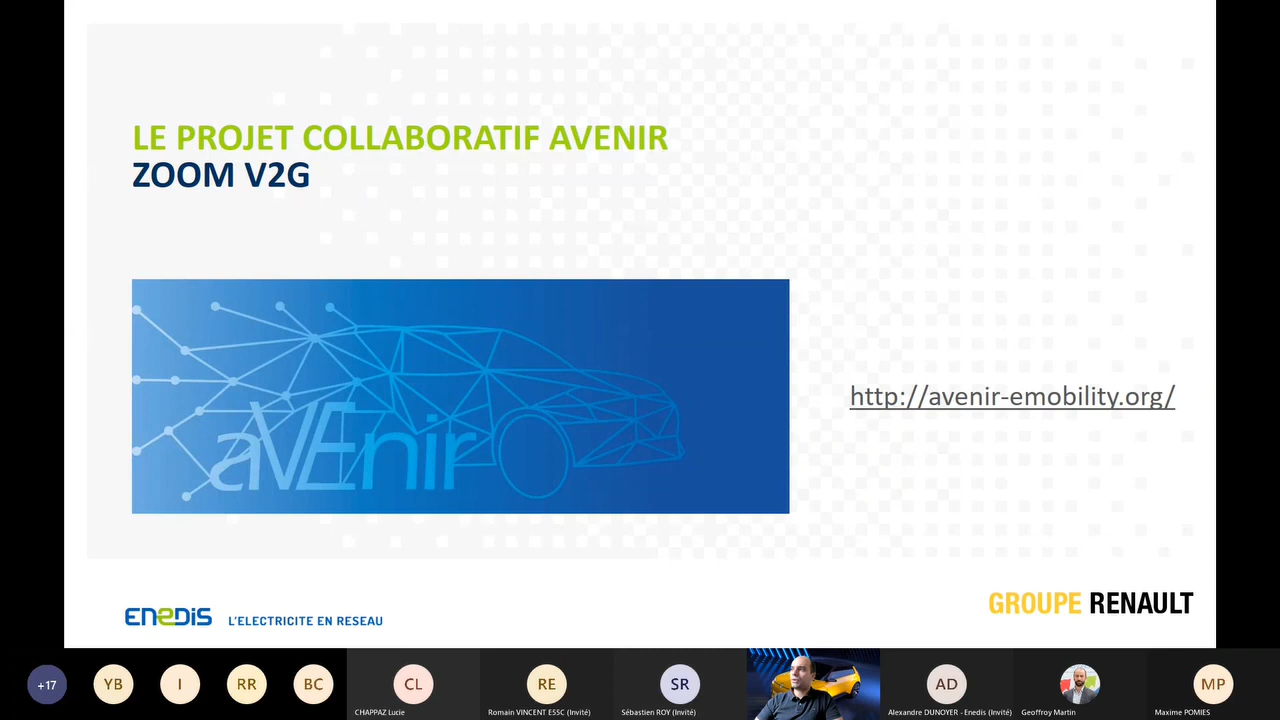 LE PROJET COLLABORATIF AVENIR
ZOOM V2G
aVEnir
http://avenir-emobility.org/
ENEDIS
L'ELECTRICITE EN RESEAU
GROUPE RENAULT
+17
YB
I
RR
BC
CL
RE
SR
AD
MP
CHAPPAZ Lucie
Romain VINCENT E5SC (Invité)
Sébastien ROY (Invité)
Alexandre DUNOYER - Enedis (Invité)
Geoffroy Martin
Maxime POMIES